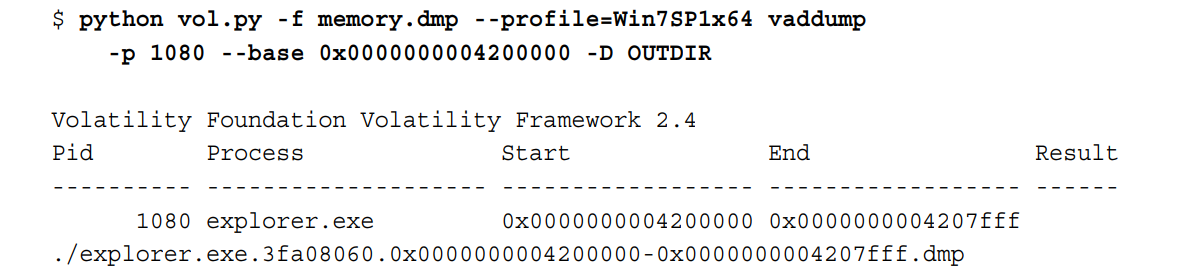 $ python vol.py -f memory.dmp --profile=Win7SP1x64 vaddump
-p 1080 --base 0x0000000004200000 -D OUTDIR
Volatility Foundation Volatility Framework 2.4
Pid Process Start End Result
---------- -------------------- ------------------ ------------------ ------
1080 explorer.exe 0x0000000004200000 0x0000000004207fff
./explorer.exe.3fa08060.0x0000000004200000-0x0000000004207fff.dmp